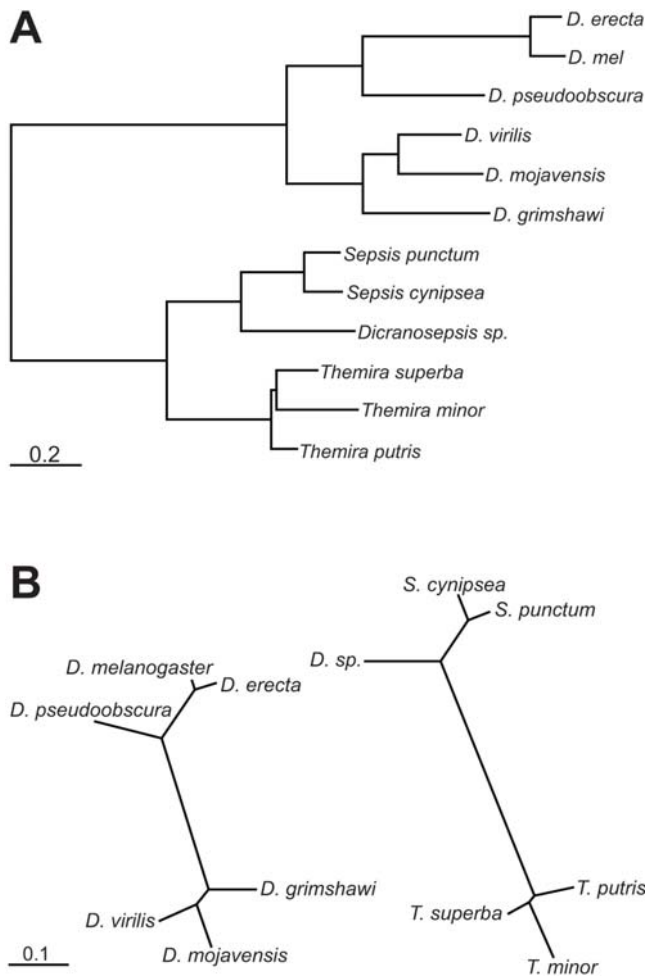 A
D. erecta
D. mel
D. pseudoobscura
D. virilis
D. mojavensis
D. grimshawi
Sepsis punctum
Sepsis cynipsea
Dicranosepsis sp.
Themira superba
Themira minor
Themira putris
0.2
B
S. cynipsea
S. punctum
D. sp.
D. melanogaster
D. erecta
D. pseudoobscura
D. grimshawi
D. virilis
D. mojavensis
T. putris
T. superba
T. minor
0.1